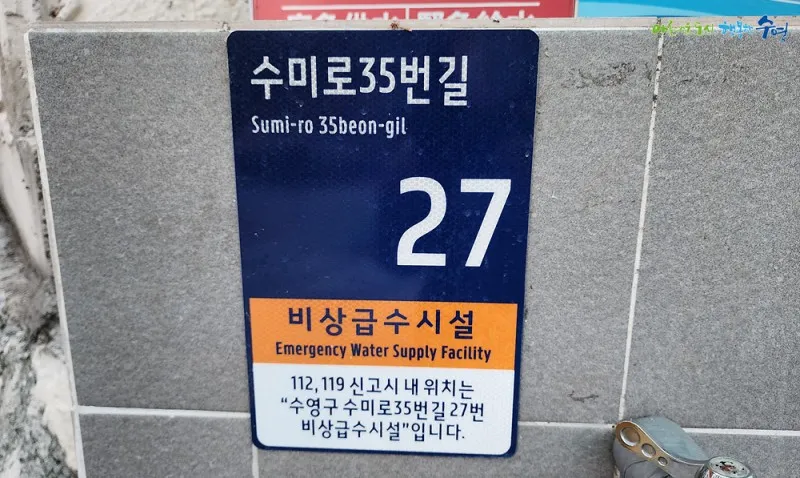 수영
수미로35번길
Sumi-ro 35beon-gil
27
비상급수시설
Emergency Water Supply Facility
112, 119 신고시 내 위치는
“수영구 수미로35번길 27번
비상급수시설”입니다.